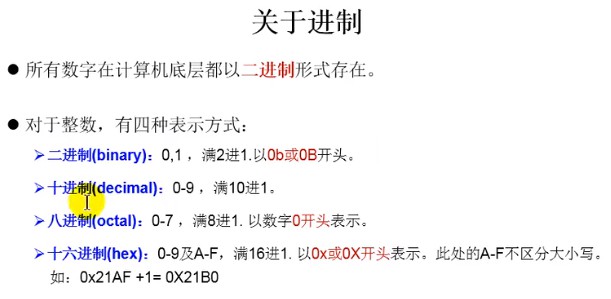 关于进制
所有数字在计算机底层都以二进制形式存在。
对于整数，有四种表示方式：
二进制(binary)：0,1 ，满2进1.以0b或0B开头。
十进制(decimal)：0-9 ，满10进1。
八进制(octal)：0-7 ，满8进1. 以数字0开头表示。
十六进制(hex)：0-9及A-F，满16进1. 以0x或0X开头表示。此处的A-F不区分大小写。
如：0x21AF +1= 0X21B0